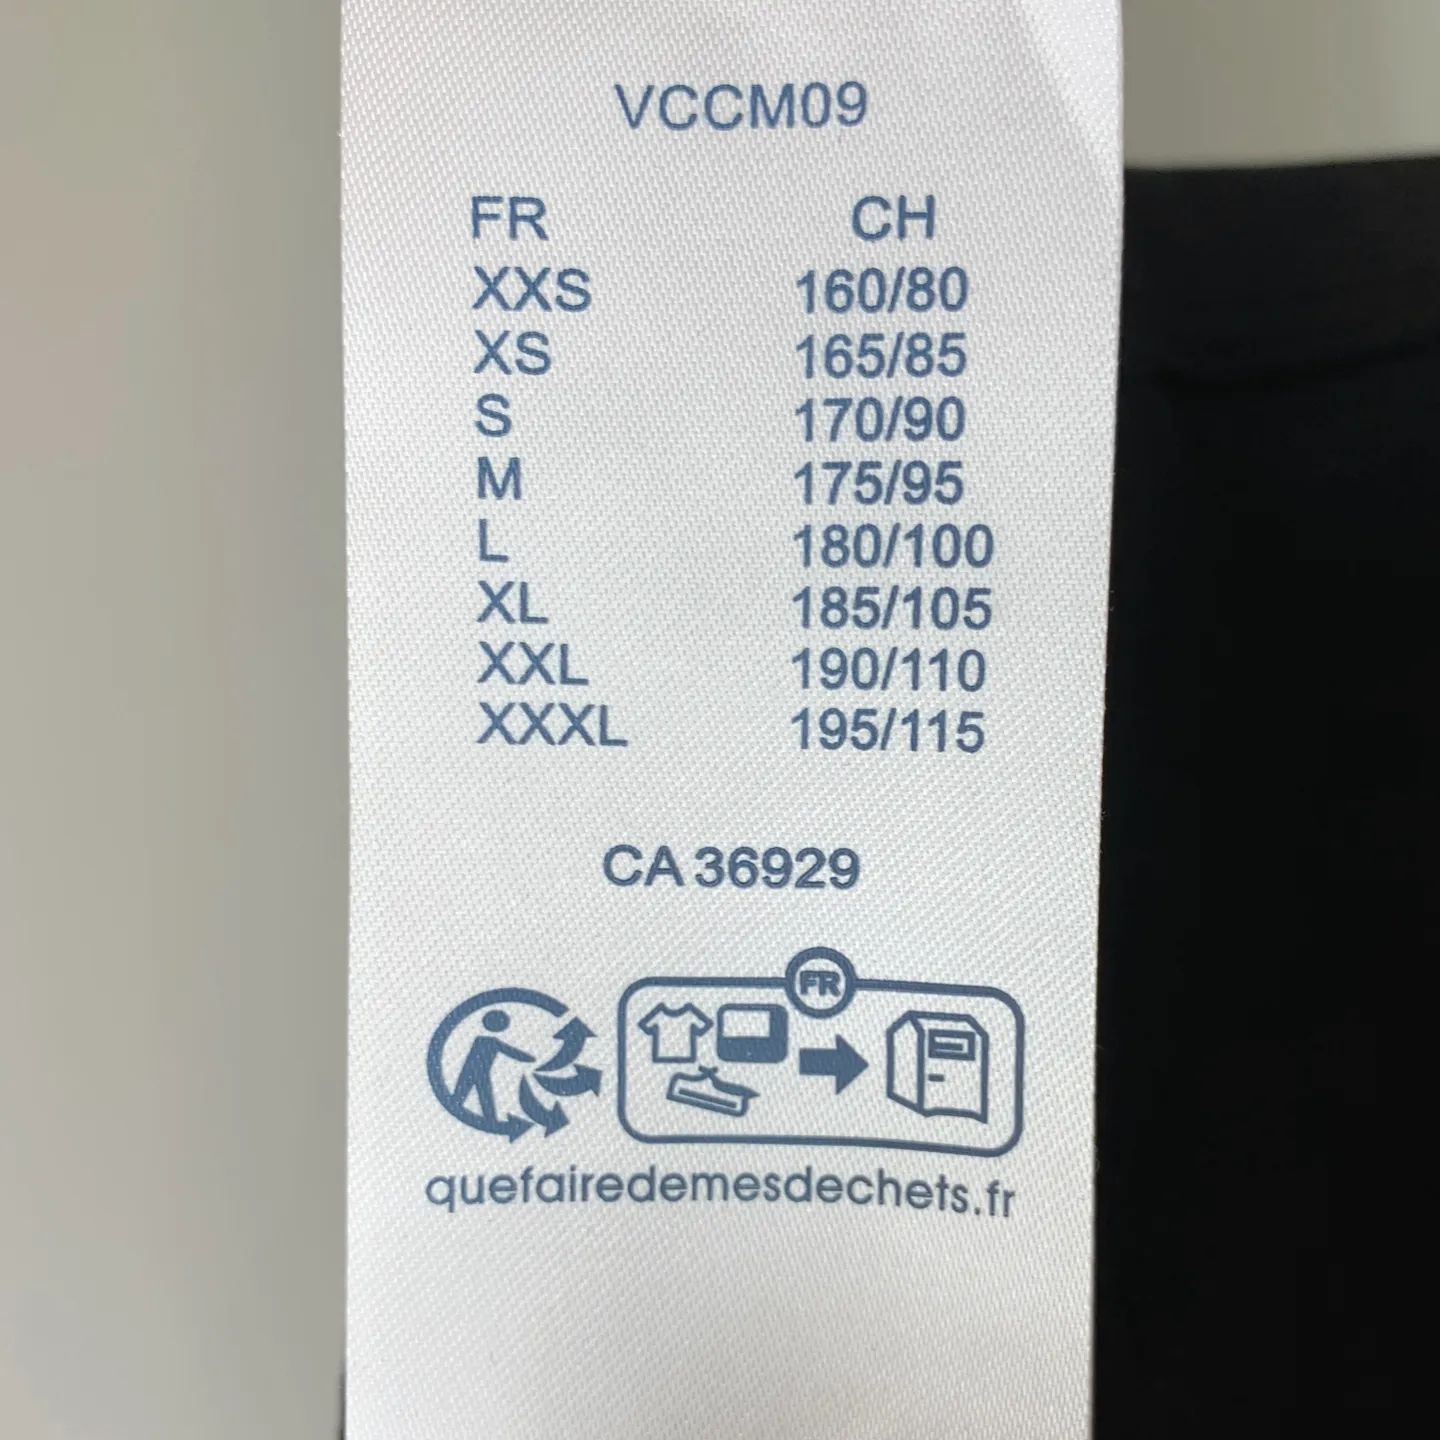 VCCM09
FR CH
XXS 160/80
XS 165/85
S 170/90
M 175/95
L 180/100
XL 185/105
XXL 190/110
XXXL 195/115
CA 36929
FR
quefairedemesdechets.fr